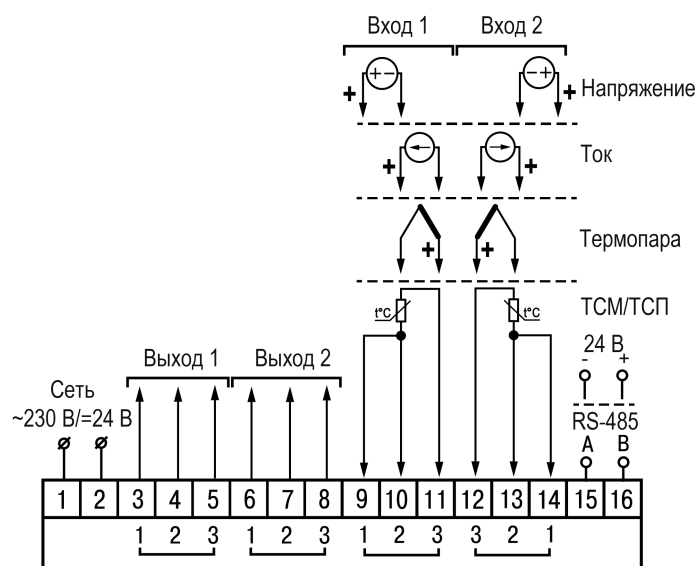 Вход 1 Вход 2
+ + - - + +
Напряжение
+ +
Ток
+ +
Термопара
t°C t°C
ТСМ/ТСП
Выход 1 Выход 2
24 В
- +
Сеть
~230 В/=24 В
RS-485
A B
1 2 3 4 5 6 7 8 9 10 11 12 13 14 15 16
1 2 3 1 2 3 1 2 3 3 2 1